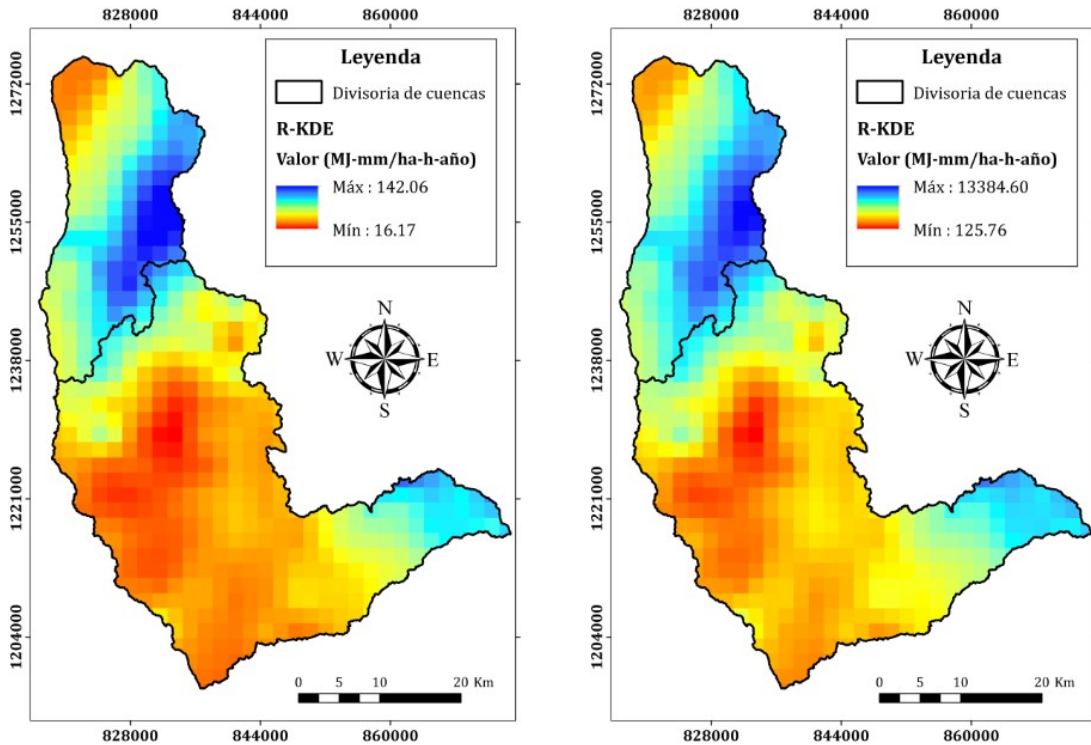 828000 844000 860000
Leyenda
Divisoria de cuencas
R-KDE
Valor (MJ-mm/ha-h-año)
Máx : 142.06
Mín : 16.17
1272000
1255000
1238000
1221000
1204000
N
W E
S
0 5 10 20 Km
828000 844000 860000
828000 844000 860000
Leyenda
Divisoria de cuencas
R-KDE
Valor (MJ-mm/ha-h-año)
Máx : 13384.60
Mín : 125.76
1272000
1255000
1238000
1221000
1204000
N
W E
S
0 5 10 20 Km
828000 844000 860000